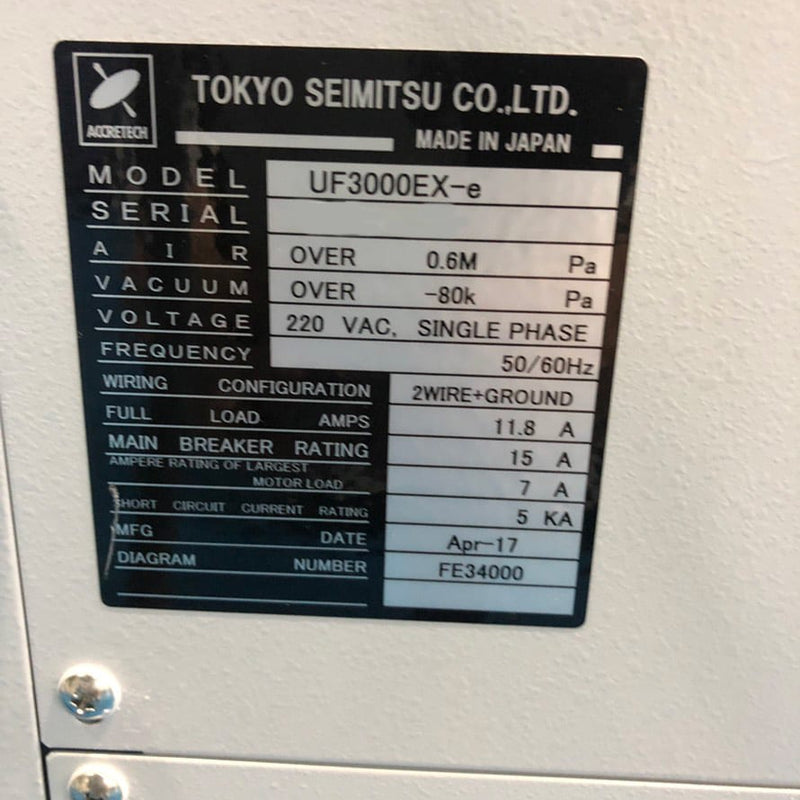 ACCRETECH
TOKYO SEIMITSU CO.,LTD.
MADE IN JAPAN
MODEL UF3000EX-e
SERIAL
AIR OVER 0.6M Pa
VACUUM OVER -80k Pa
VOLTAGE 220 VAC, SINGLE PHASE
FREQUENCY 50/60Hz
WIRING CONFIGURATION 2WIRE+GROUND
FULL LOAD AMPS 11.8 A
MAIN BREAKER RATING 15 A
AMPERE RATING OF LARGEST
MOTOR LOAD 7 A
SHORT CIRCUIT CURRENT RATING 5 KA
MFG DATE Apr-17
DIAGRAM NUMBER FE34000